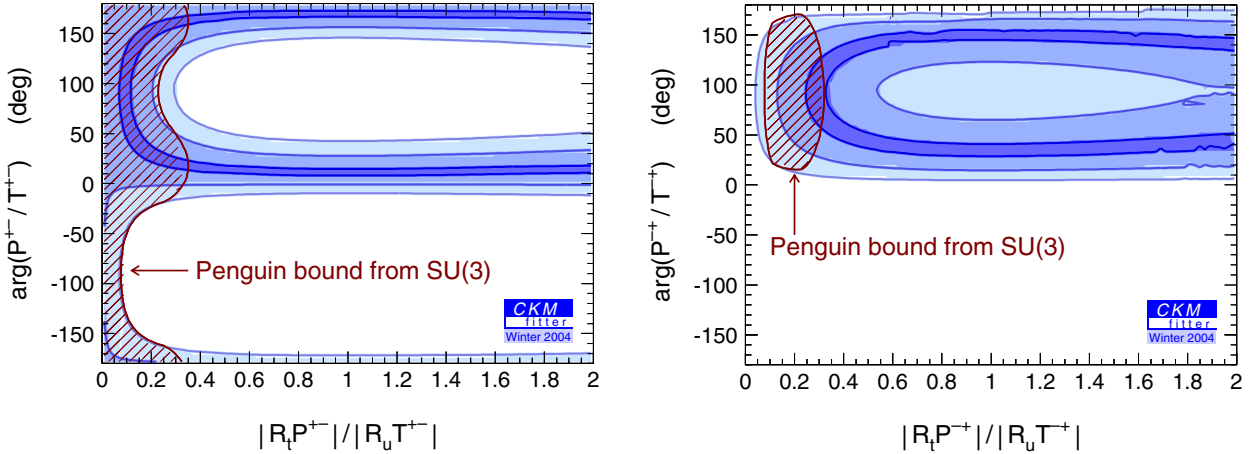 arg(P⁺⁻/T⁺⁻) (deg)
150
100
50
0
-50
-100
-150
Penguin bound from SU(3)
CKM
fitter
Winter 2004
0 0.2 0.4 0.6 0.8 1 1.2 1.4 1.6 1.8 2
|RₜP⁺⁻|/|RᵤT⁺⁻|
arg(P⁻⁺/T⁻⁺) (deg)
150
100
50
0
-50
-100
-150
Penguin bound from SU(3)
CKM
fitter
Winter 2004
0 0.2 0.4 0.6 0.8 1 1.2 1.4 1.6 1.8 2
|RₜP⁻⁺|/|RᵤT⁻⁺|